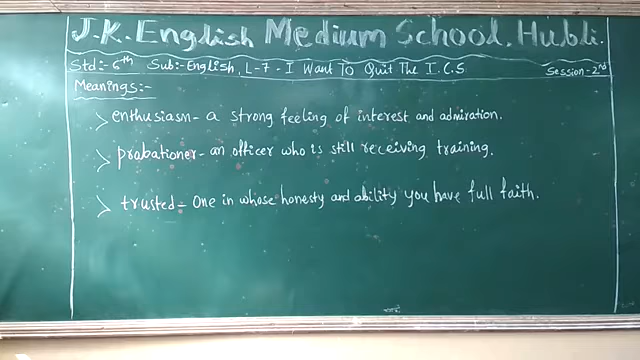 J.K. English Medium School, Hubli.
Std:- 6th Sub:- English, L-7- I Want To Quit The I.C.S Session:- 2nd
Meanings:-
> enthusiasm - a strong feeling of interest and admiration.
> probationer - an officer who is still receiving training.
> trusted - One in whose honesty and ability you have full faith.